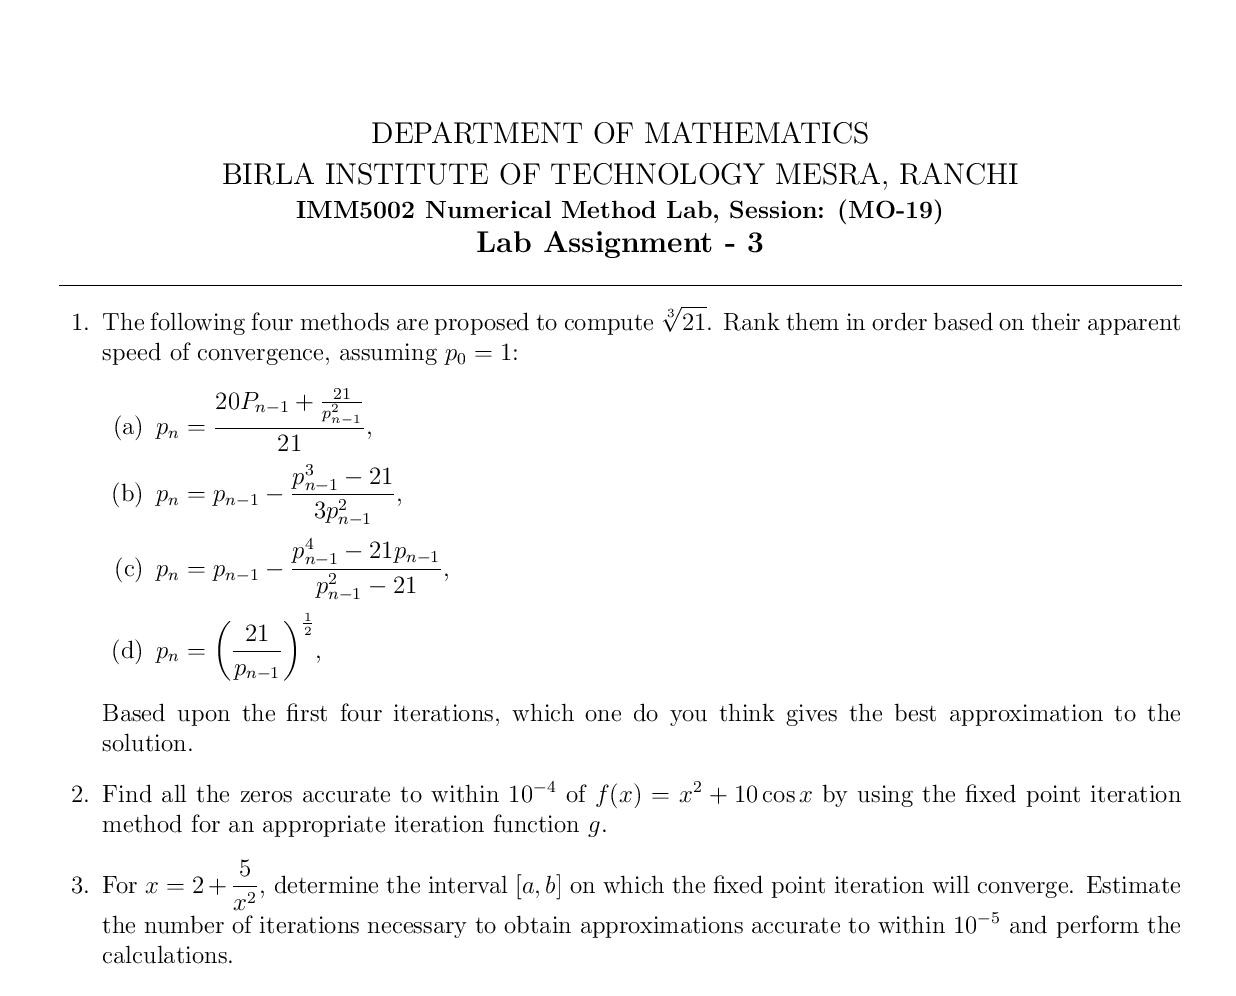 DEPARTMENT OF MATHEMATICS
BIRLA INSTITUTE OF TECHNOLOGY MESRA, RANCHI
IMM5002 Numerical Method Lab, Session: (MO-19)
Lab Assignment - 3
1. The following four methods are proposed to compute $\sqrt[3]{21}$. Rank them in order based on their apparent
speed of convergence, assuming $p_0 = 1$:
(a) $p_n = \dfrac{20P_{n-1} + \frac{21}{p_{n-1}^2}}{21}$,
(b) $p_n = p_{n-1} - \dfrac{p_{n-1}^3 - 21}{3p_{n-1}^2}$,
(c) $p_n = p_{n-1} - \dfrac{p_{n-1}^4 - 21p_{n-1}}{p_{n-1}^2 - 21}$,
(d) $p_n = \left(\dfrac{21}{p_{n-1}}\right)^{\frac{1}{2}}$,
Based upon the first four iterations, which one do you think gives the best approximation to the
solution.
2. Find all the zeros accurate to within $10^{-4}$ of $f(x) = x^2 + 10\cos x$ by using the fixed point iteration
method for an appropriate iteration function $g$.
3. For $x = 2 + \dfrac{5}{x^2}$, determine the interval $[a, b]$ on which the fixed point iteration will converge. Estimate
the number of iterations necessary to obtain approximations accurate to within $10^{-5}$ and perform the
calculations.